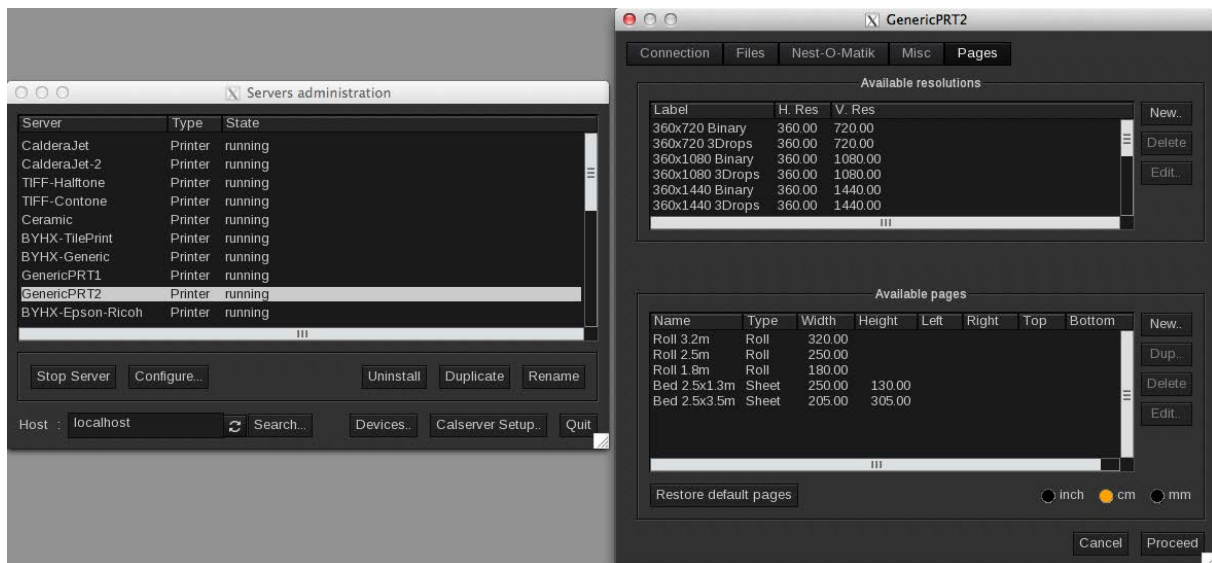 Servers administration
Server Type State
CalderaJet Printer running
CalderaJet-2 Printer running
TIFF-Halftone Printer running
TIFF-Contone Printer running
Ceramic Printer running
BYHX-TilePrint Printer running
BYHX-Generic Printer running
GenericPRT1 Printer running
GenericPRT2 Printer running
BYHX-Epson-Ricoh Printer running
Stop Server Configure... Uninstall Duplicate Rename
Host : localhost Search... Devices.. Calserver Setup.. Quit
GenericPRT2
Connection Files Nest-O-Matik Misc Pages
Available resolutions
Label H. Res V. Res
360x720 Binary 360.00 720.00
360x720 3Drops 360.00 720.00
360x1080 Binary 360.00 1080.00
360x1080 3Drops 360.00 1080.00
360x1440 Binary 360.00 1440.00
360x1440 3Drops 360.00 1440.00
New..
Delete
Edit..
Available pages
Name Type Width Height Left Right Top Bottom
Roll 3.2m Roll 320.00
Roll 2.5m Roll 250.00
Roll 1.8m Roll 180.00
Bed 2.5x1.3m Sheet 250.00 130.00
Bed 2.5x3.5m Sheet 205.00 305.00
New..
Dup..
Delete
Edit..
Restore default pages inch cm mm
Cancel Proceed